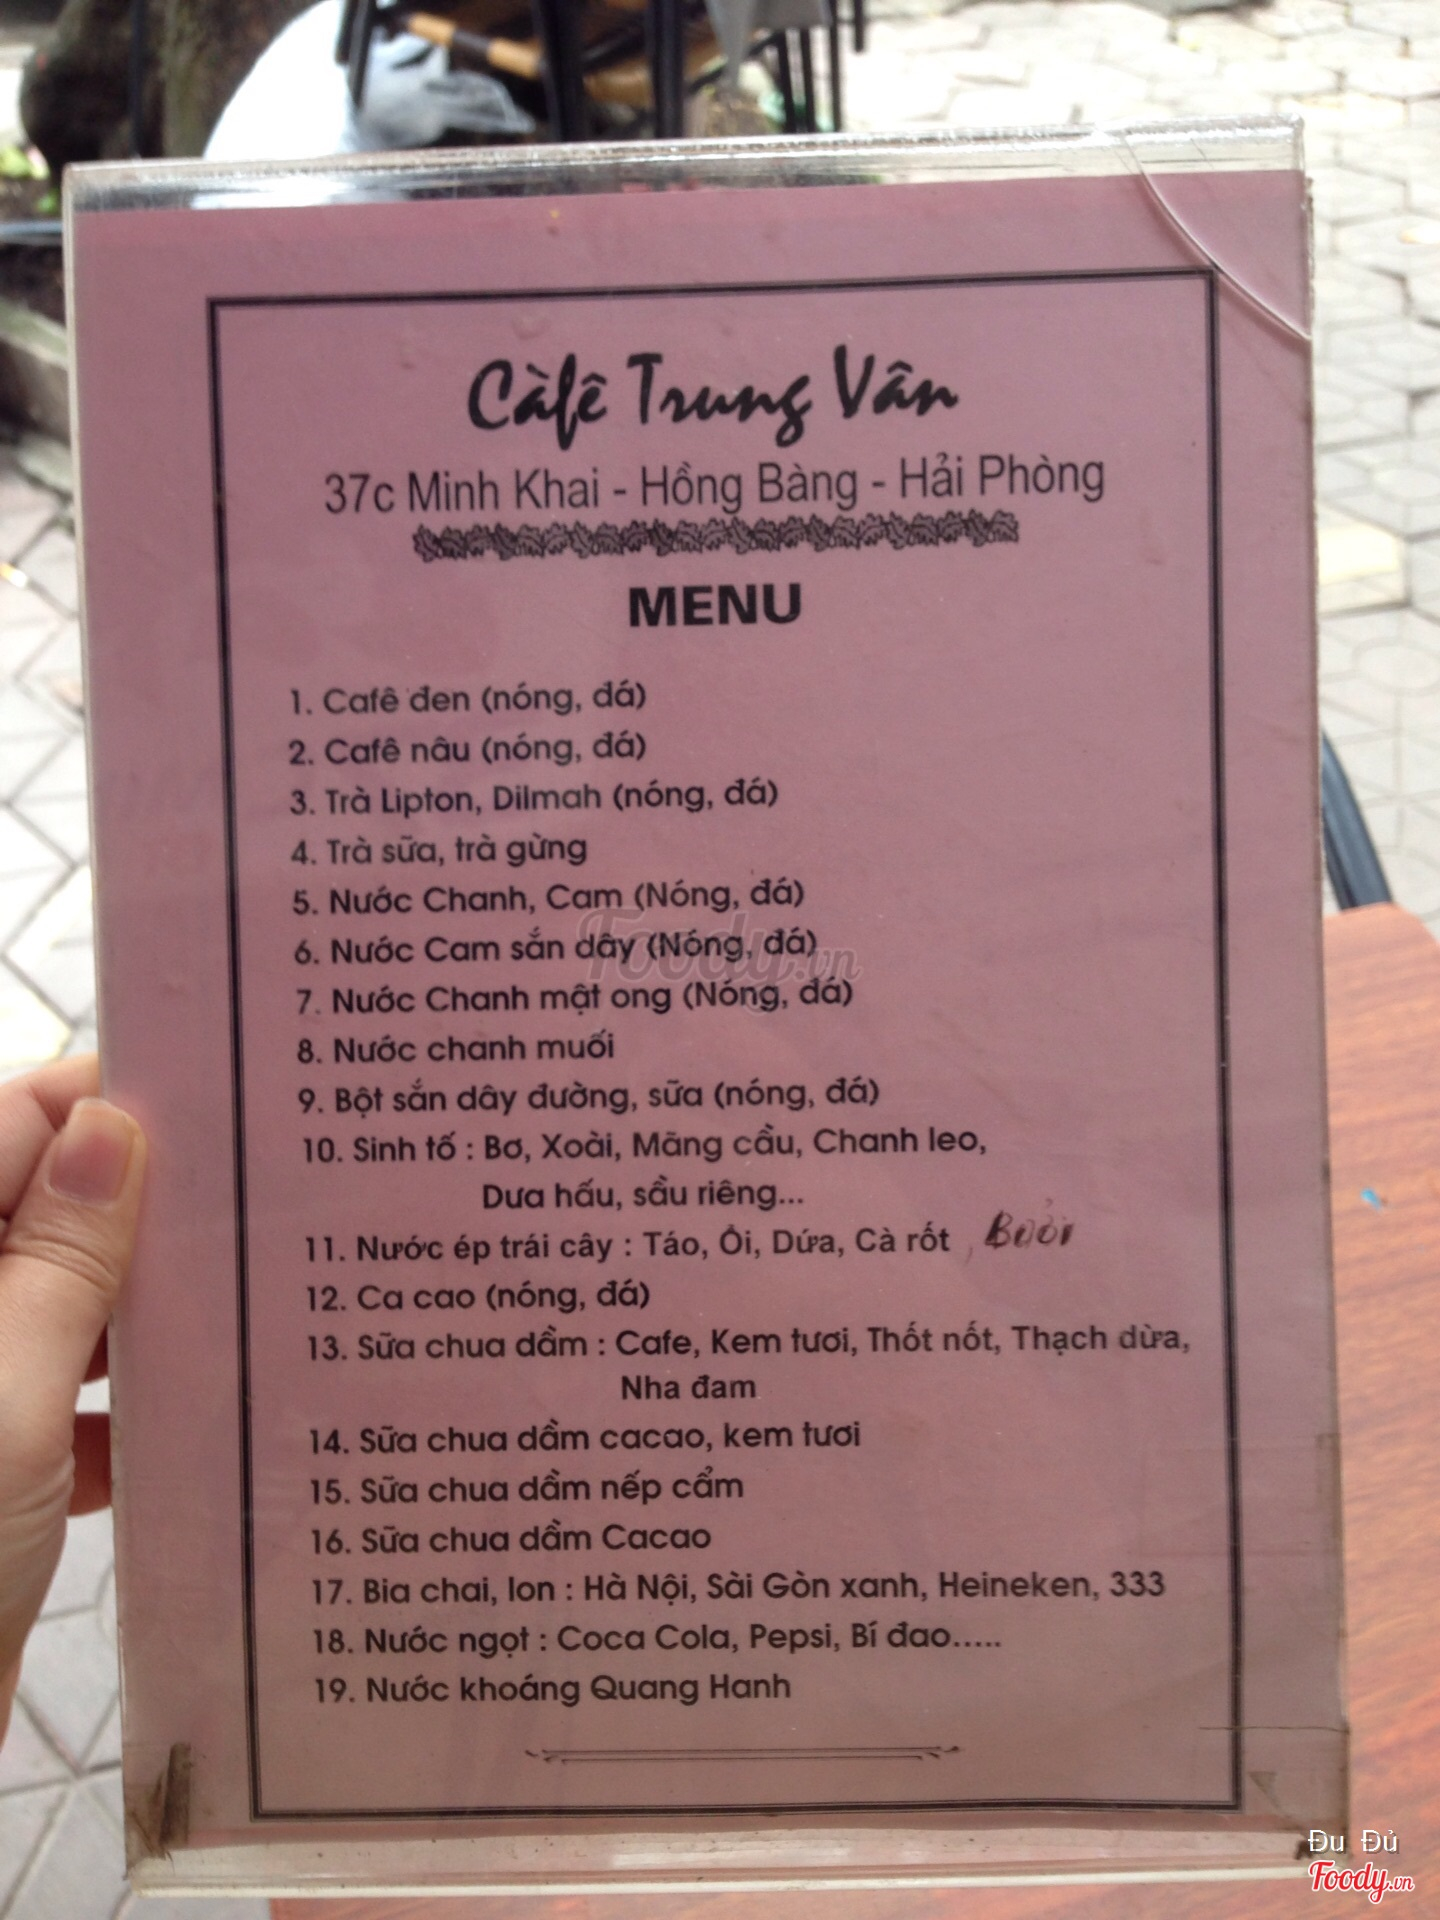 Càfê Trung Vân
37c Minh Khai - Hồng Bàng - Hải Phòng
MENU
1. Cafê đen (nóng, đá)
2. Cafê nâu (nóng, đá)
3. Trà Lipton, Dilmah (nóng, đá)
4. Trà sữa, trà gừng
5. Nước Chanh, Cam (Nóng, đá)
6. Nước Cam sắn dây (Nóng, đá)
7. Nước Chanh mật ong (Nóng, đá)
8. Nước chanh muối
9. Bột sắn dây đường, sữa (nóng, đá)
10. Sinh tố : Bơ, Xoài, Mãng cầu, Chanh leo,
Dưa hấu, sầu riêng...
11. Nước ép trái cây : Táo, Ổi, Dứa, Cà rốt , Bưởi
12. Ca cao (nóng, đá)
13. Sữa chua dầm : Cafe, Kem tươi, Thốt nốt, Thạch dừa,
Nha đam
14. Sữa chua dầm cacao, kem tươi
15. Sữa chua dầm nếp cẩm
16. Sữa chua dầm Cacao
17. Bia chai, lon : Hà Nội, Sài Gòn xanh, Heineken, 333
18. Nước ngọt : Coca Cola, Pepsi, Bí đao.....
19. Nước khoáng Quang Hanh
Foody.vn
Đu Đủ
Foody.vn